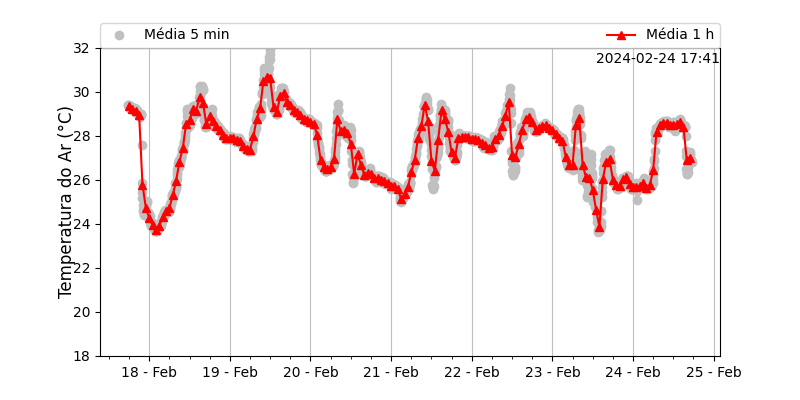 Média 5 min
Média 1 h
2024-02-24 17:41
Temperatura do Ar (°C)
32
30
28
26
24
22
20
18
18 - Feb
19 - Feb
20 - Feb
21 - Feb
22 - Feb
23 - Feb
24 - Feb
25 - Feb